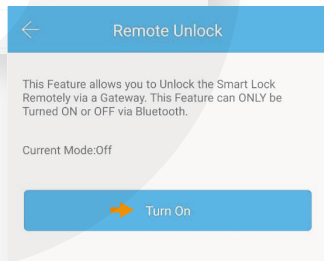 Remote Unlock
This Feature allows you to Unlock the Smart Lock
Remotely via a Gateway. This Feature can ONLY be
Turned ON or OFF via Bluetooth.
Current Mode:Off
Turn On